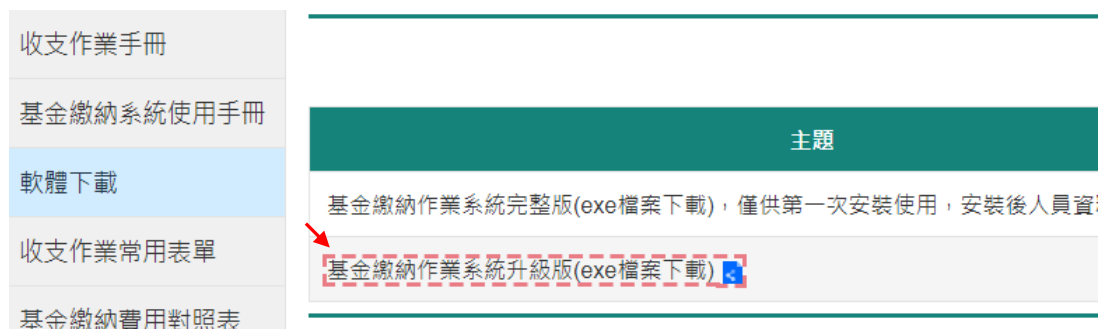 收支作業手冊
基金繳納系統使用手冊
軟體下載
收支作業常用表單
基金繳納費用對照表
主題
基金繳納作業系統完整版(exe檔案下載)，僅供第一次安裝使用，安裝後人員資
基金繳納作業系統升級版(exe檔案下載)